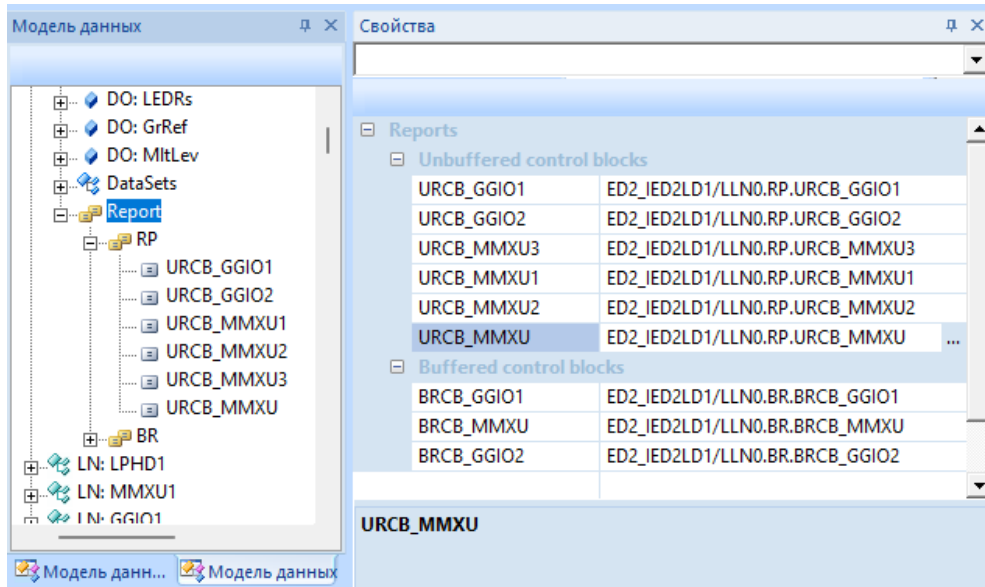 Модель данных
DO: LEDRs
DO: GrRef
DO: MltLev
DataSets
Report
RP
URCB_GGIO1
URCB_GGIO2
URCB_MMXU1
URCB_MMXU2
URCB_MMXU3
URCB_MMXU
BR
LN: LPHD1
LN: MMXU1
LN: GGIO1
Модель данн...
Модель данных
Свойства
Reports
Unbuffered control blocks
URCB_GGIO1 ED2_IED2LD1/LLN0.RP.URCB_GGIO1
URCB_GGIO2 ED2_IED2LD1/LLN0.RP.URCB_GGIO2
URCB_MMXU3 ED2_IED2LD1/LLN0.RP.URCB_MMXU3
URCB_MMXU1 ED2_IED2LD1/LLN0.RP.URCB_MMXU1
URCB_MMXU2 ED2_IED2LD1/LLN0.RP.URCB_MMXU2
URCB_MMXU ED2_IED2LD1/LLN0.RP.URCB_MMXU ...
Buffered control blocks
BRCB_GGIO1 ED2_IED2LD1/LLN0.BR.BRCB_GGIO1
BRCB_MMXU ED2_IED2LD1/LLN0.BR.BRCB_MMXU
BRCB_GGIO2 ED2_IED2LD1/LLN0.BR.BRCB_GGIO2
URCB_MMXU